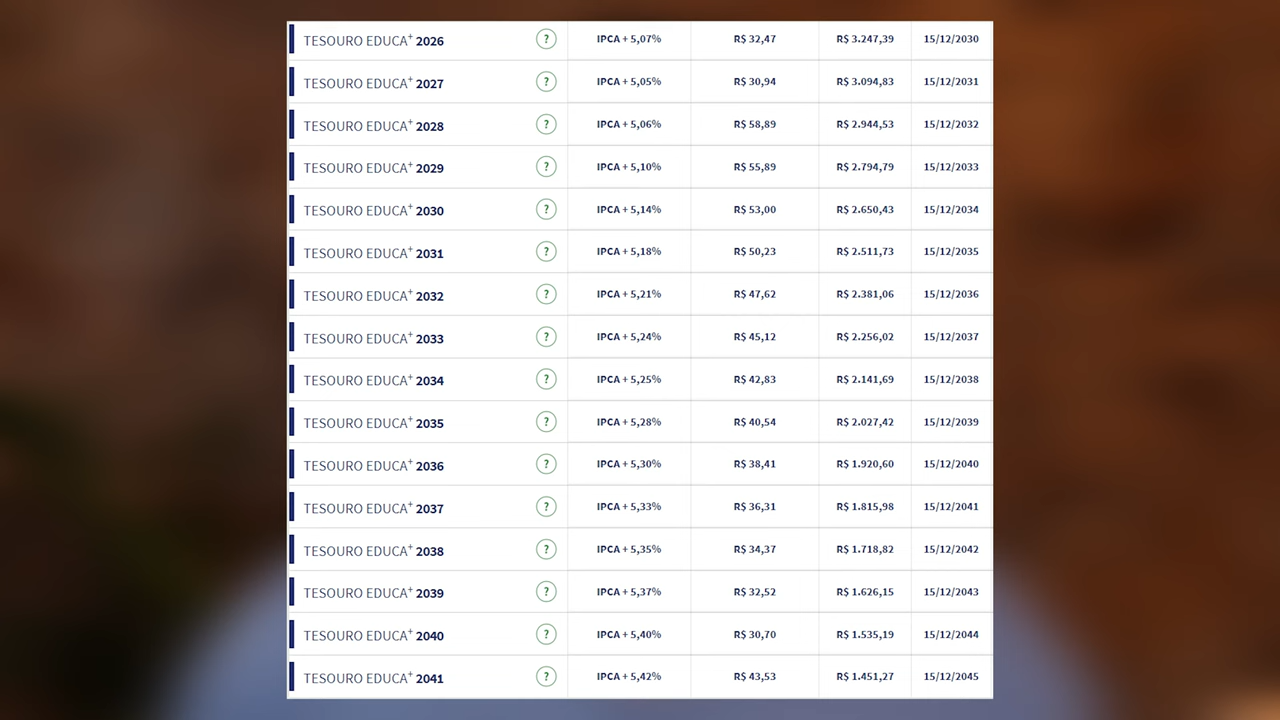 TESOURO EDUCA+ 2026 ? IPCA + 5,07% R$ 32,47 R$ 3.247,39 15/12/2030
TESOURO EDUCA+ 2027 ? IPCA + 5,05% R$ 30,94 R$ 3.094,83 15/12/2031
TESOURO EDUCA+ 2028 ? IPCA + 5,06% R$ 58,89 R$ 2.944,53 15/12/2032
TESOURO EDUCA+ 2029 ? IPCA + 5,10% R$ 55,89 R$ 2.794,79 15/12/2033
TESOURO EDUCA+ 2030 ? IPCA + 5,14% R$ 53,00 R$ 2.650,43 15/12/2034
TESOURO EDUCA+ 2031 ? IPCA + 5,18% R$ 50,23 R$ 2.511,73 15/12/2035
TESOURO EDUCA+ 2032 ? IPCA + 5,21% R$ 47,62 R$ 2.381,06 15/12/2036
TESOURO EDUCA+ 2033 ? IPCA + 5,24% R$ 45,12 R$ 2.256,02 15/12/2037
TESOURO EDUCA+ 2034 ? IPCA + 5,25% R$ 42,83 R$ 2.141,69 15/12/2038
TESOURO EDUCA+ 2035 ? IPCA + 5,28% R$ 40,54 R$ 2.027,42 15/12/2039
TESOURO EDUCA+ 2036 ? IPCA + 5,30% R$ 38,41 R$ 1.920,60 15/12/2040
TESOURO EDUCA+ 2037 ? IPCA + 5,33% R$ 36,31 R$ 1.815,98 15/12/2041
TESOURO EDUCA+ 2038 ? IPCA + 5,35% R$ 34,37 R$ 1.718,82 15/12/2042
TESOURO EDUCA+ 2039 ? IPCA + 5,37% R$ 32,52 R$ 1.626,15 15/12/2043
TESOURO EDUCA+ 2040 ? IPCA + 5,40% R$ 30,70 R$ 1.535,19 15/12/2044
TESOURO EDUCA+ 2041 ? IPCA + 5,42% R$ 43,53 R$ 1.451,27 15/12/2045